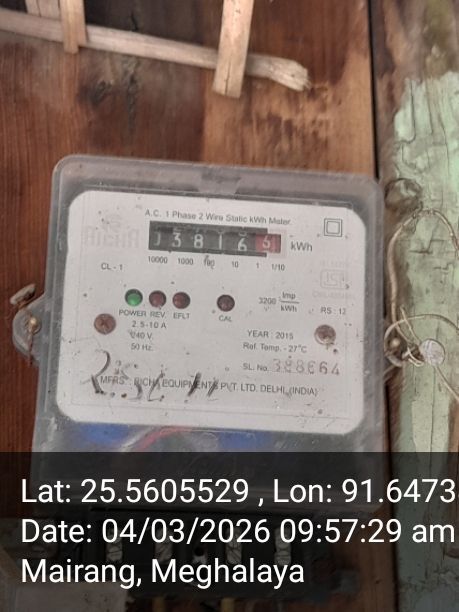 A.C. 1 Phase 2 Wire Static kWh Meter.
03816 5 kWh
10000 1000 100 10 1 1/10
CL - 1
3200 Imp/kWh
RS : 12
POWER REV. EFLT CAL
2.5-10 A
240 V.
50 Hz.
YEARː 2015
Ref. Temp. - 27°C
SL. No.
MFRS. : RICHA EQUIPMENTS PVT. LTD. DELHI, (INDIA)
Lat: 25.5605529 , Lon: 91.6473
Date: 04/03/2026 09:57:29 am
Mairang, Meghalaya